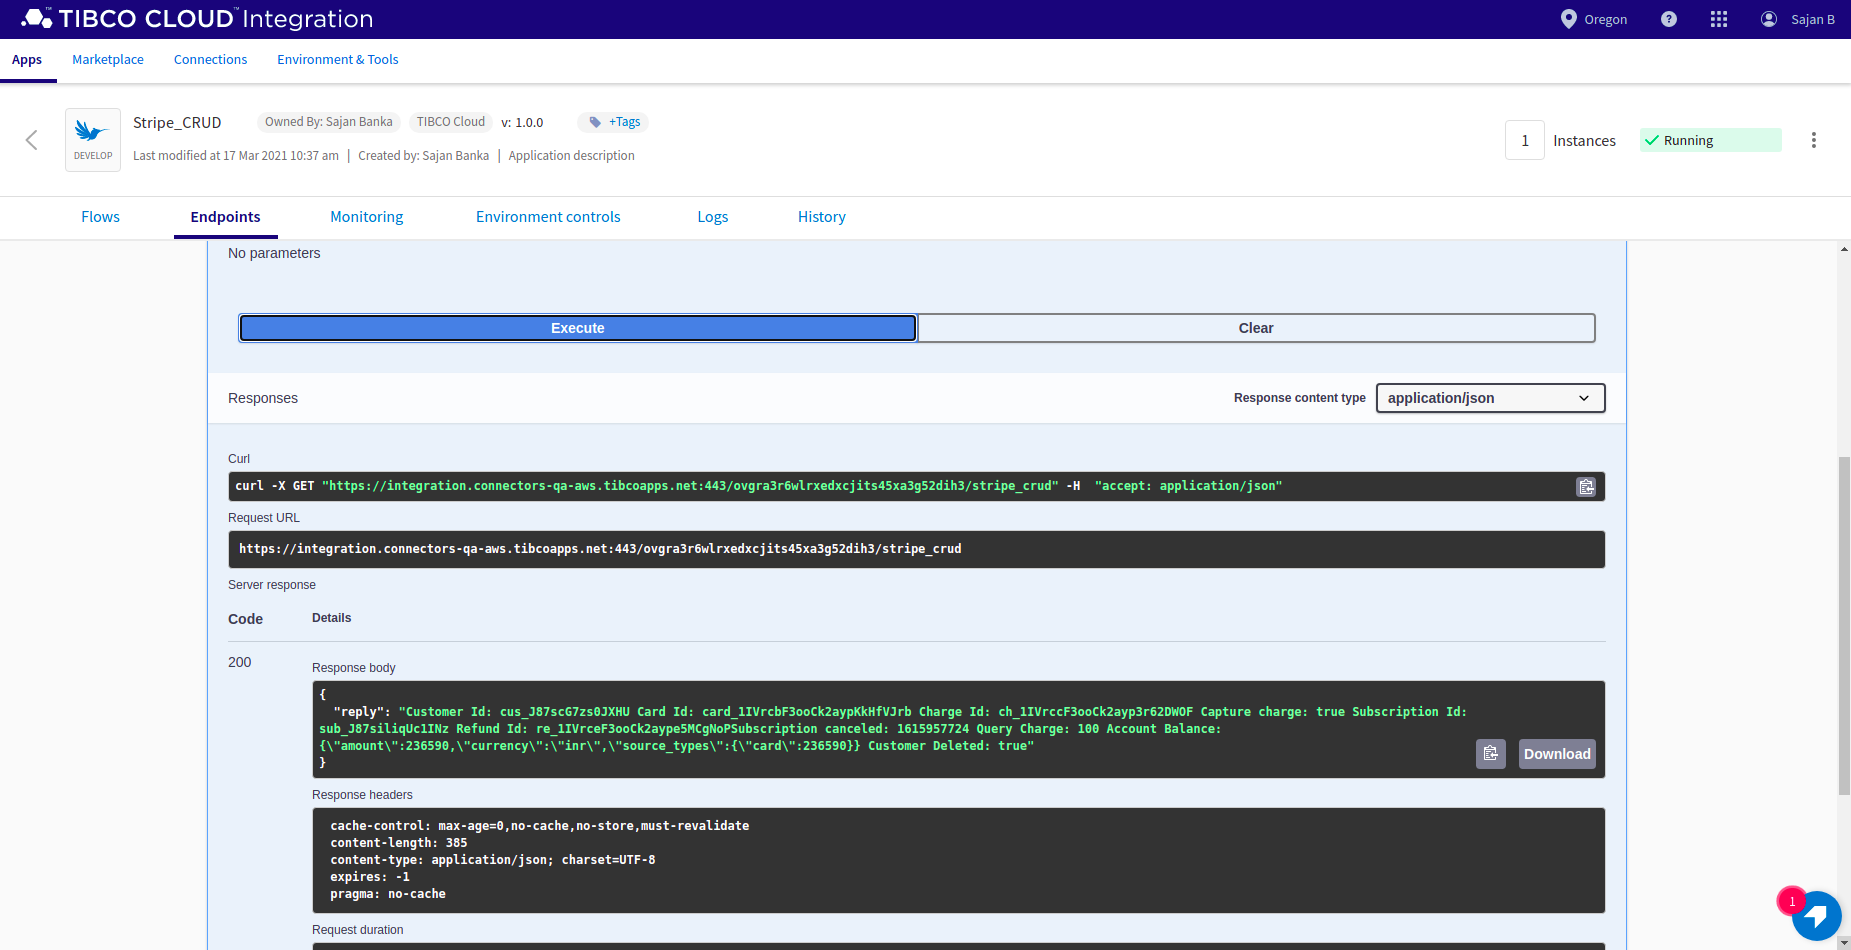 TIBCO CLOUD™ Integration
Oregon
?
Sajan B
Apps
Marketplace
Connections
Environment & Tools
DEVELOP
Stripe_CRUD
Owned By: Sajan Banka
TIBCO Cloud
v: 1.0.0
+Tags
Last modified at 17 Mar 2021 10:37 am | Created by: Sajan Banka | Application description
1
Instances
Running
Flows
Endpoints
Monitoring
Environment controls
Logs
History
No parameters
Execute
Clear
Responses
Response content type
application/json
Curl
curl -X GET "https://integration.connectors-qa-aws.tibcoapps.net:443/ovgra3r6wlrxedxcjits45xa3g52dih3/stripe_crud" -H  "accept: application/json"
Request URL
https://integration.connectors-qa-aws.tibcoapps.net:443/ovgra3r6wlrxedxcjits45xa3g52dih3/stripe_crud
Server response
Code
Details
200
Response body
{
"reply": "Customer Id: cus_J87scG7zs0JXHU Card Id: card_1IVrcbF3ooCk2aypKkHfVJrb Charge Id: ch_1IVrccF3ooCk2ayp3r62DWOF Capture charge: true Subscription Id:
sub_J87siliqUc1INz Refund Id: re_1IVrceF3ooCk2aype5MCgNoPSubscription canceled: 1615957724 Query Charge: 100 Account Balance:
{\"amount\":236590,\"currency\":\"inr\",\"source_types\":{\"card\":236590}} Customer Deleted: true"
}
Download
Response headers
cache-control: max-age=0,no-cache,no-store,must-revalidate
content-length: 385
content-type: application/json; charset=UTF-8
expires: -1
pragma: no-cache
Request duration
1